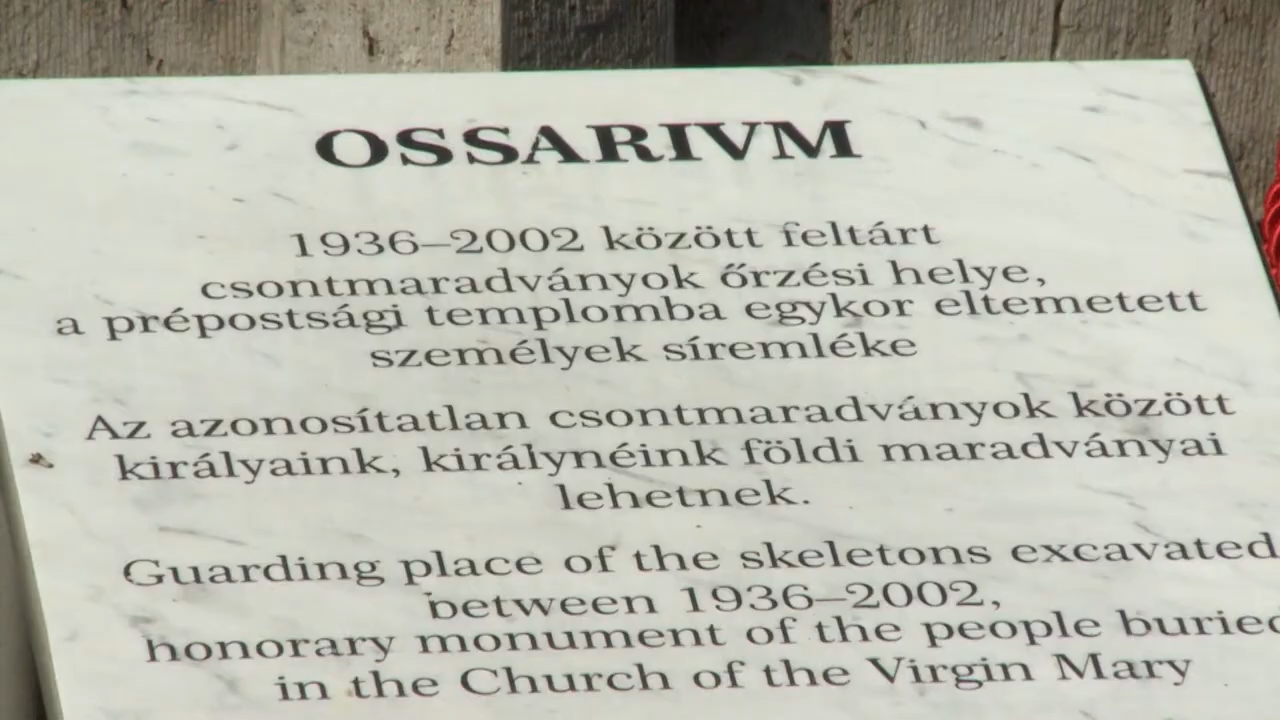 OSSARIVM
1936–2002 között feltárt
csontmaradványok őrzési helye,
a prépostsági templomba egykor eltemetett
személyek síremléke
Az azonosítatlan csontmaradványok között
királyaink, királynéink földi maradványai
lehetnek.
Guarding place of the skeletons excavated
between 1936–2002,
honorary monument of the people buried
in the Church of the Virgin Mary